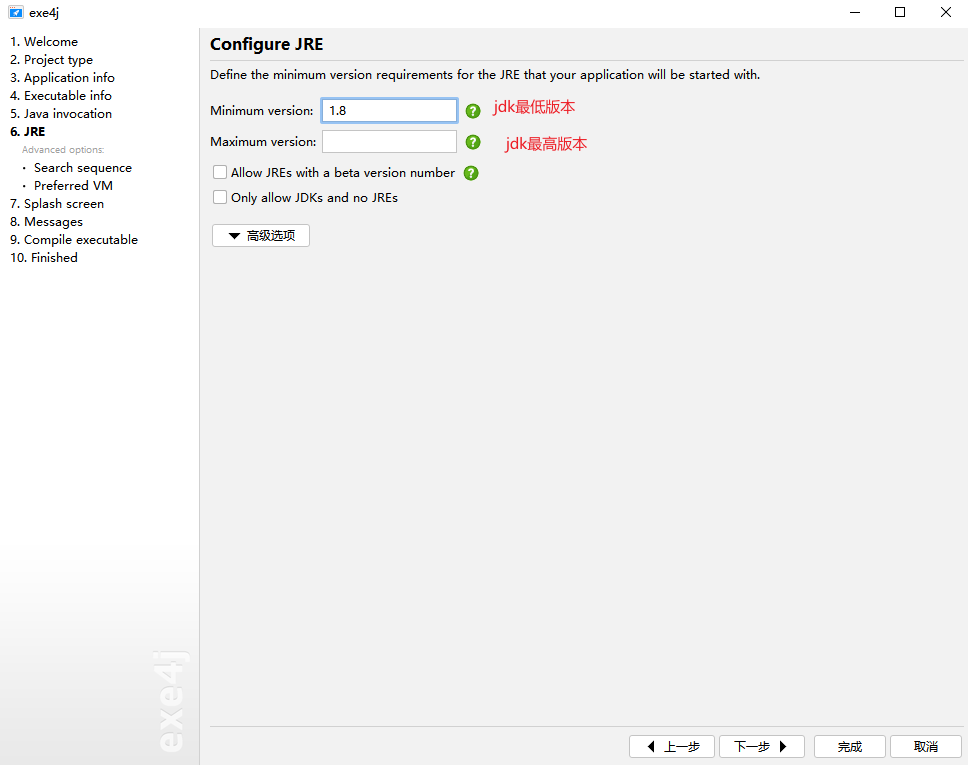 exe4j
1. Welcome
2. Project type
3. Application info
4. Executable info
5. Java invocation
6. JRE
Advanced options:
· Search sequence
· Preferred VM
7. Splash screen
8. Messages
9. Compile executable
10. Finished
exe4j
Configure JRE
Define the minimum version requirements for the JRE that your application will be started with.
Minimum version: 1.8 ? jdk最低版本
Maximum version: ? jdk最高版本
Allow JREs with a beta version number ?
Only allow JDKs and no JREs
高级选项
上一步 下一步 完成 取消